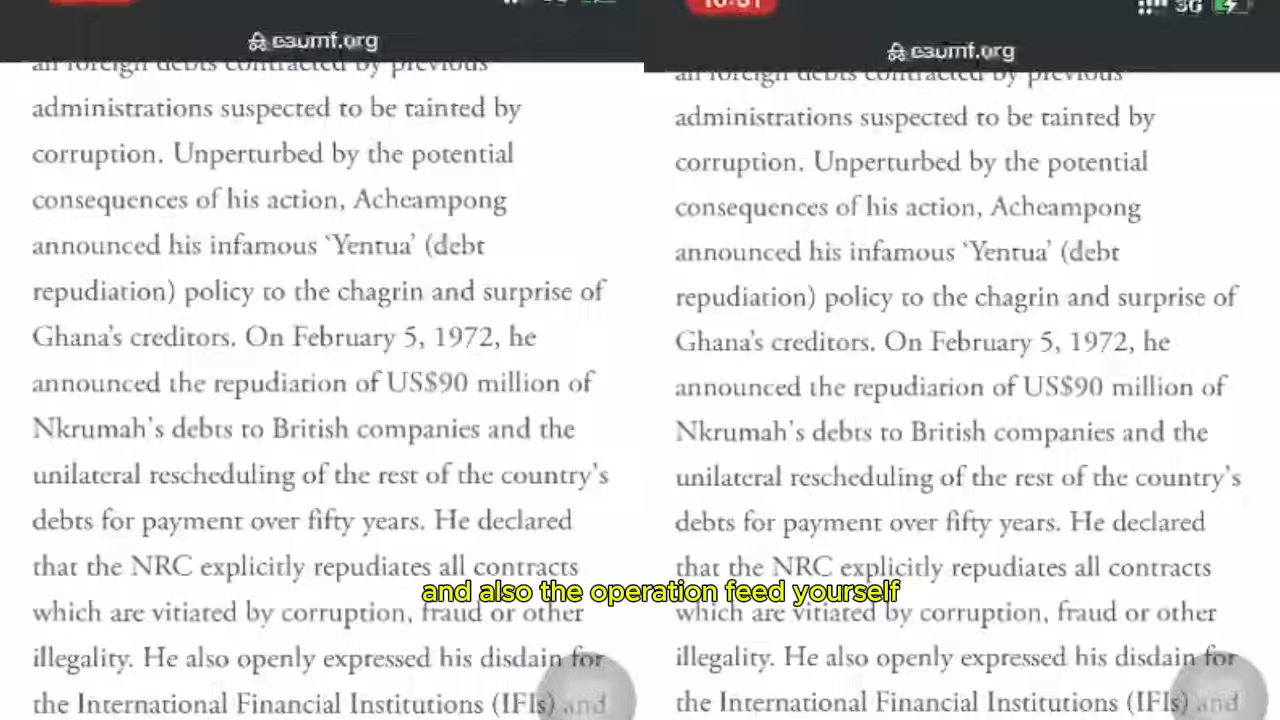 administrations suspected to be tainted by
corruption. Unperturbed by the potential
consequences of his action, Acheampong
announced his infamous ‘Yentua’ (debt
repudiation) policy to the chagrin and surprise of
Ghana’s creditors. On February 5, 1972, he
announced the repudiation of US$90 million of
Nkrumah's debts to British companies and the
unilateral rescheduling of the rest of the country's
debts for payment over fifty years. He declared
that the NRC explicitly repudiates all contracts
which are vitiated by corruption, fraud or other
illegality. He also openly expressed his disdain for
the International Financial Institutions (IFIs) and
3G
all foreign debts contracted by previous
administrations suspected to be tainted by
corruption. Unperturbed by the potential
consequences of his action, Acheampong
announced his infamous ‘Yentua’ (debt
repudiation) policy to the chagrin and surprise of
Ghana’s creditors. On February 5, 1972, he
announced the repudiation of US$90 million of
Nkrumah's debts to British companies and the
unilateral rescheduling of the rest of the country's
debts for payment over fifty years. He declared
that the NRC explicitly repudiates all contracts
which are vitiated by corruption, fraud or other
illegality. He also openly expressed his disdain for
the International Financial Institutions (IFIs) and
and also the operation feed yourself